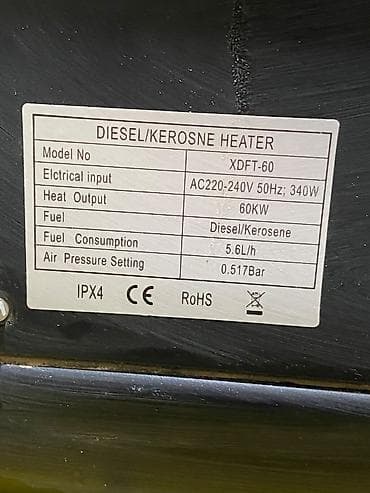 DIESEL/KEROSNE HEATER
Model No XDFT-60
Elctrical input AC220-240V 50Hz; 340W
Heat Output 60KW
Fuel Diesel/Kerosene
Fuel Consumption 5.6L/h
Air Pressure Setting 0.517Bar
IPX4 CE RoHS